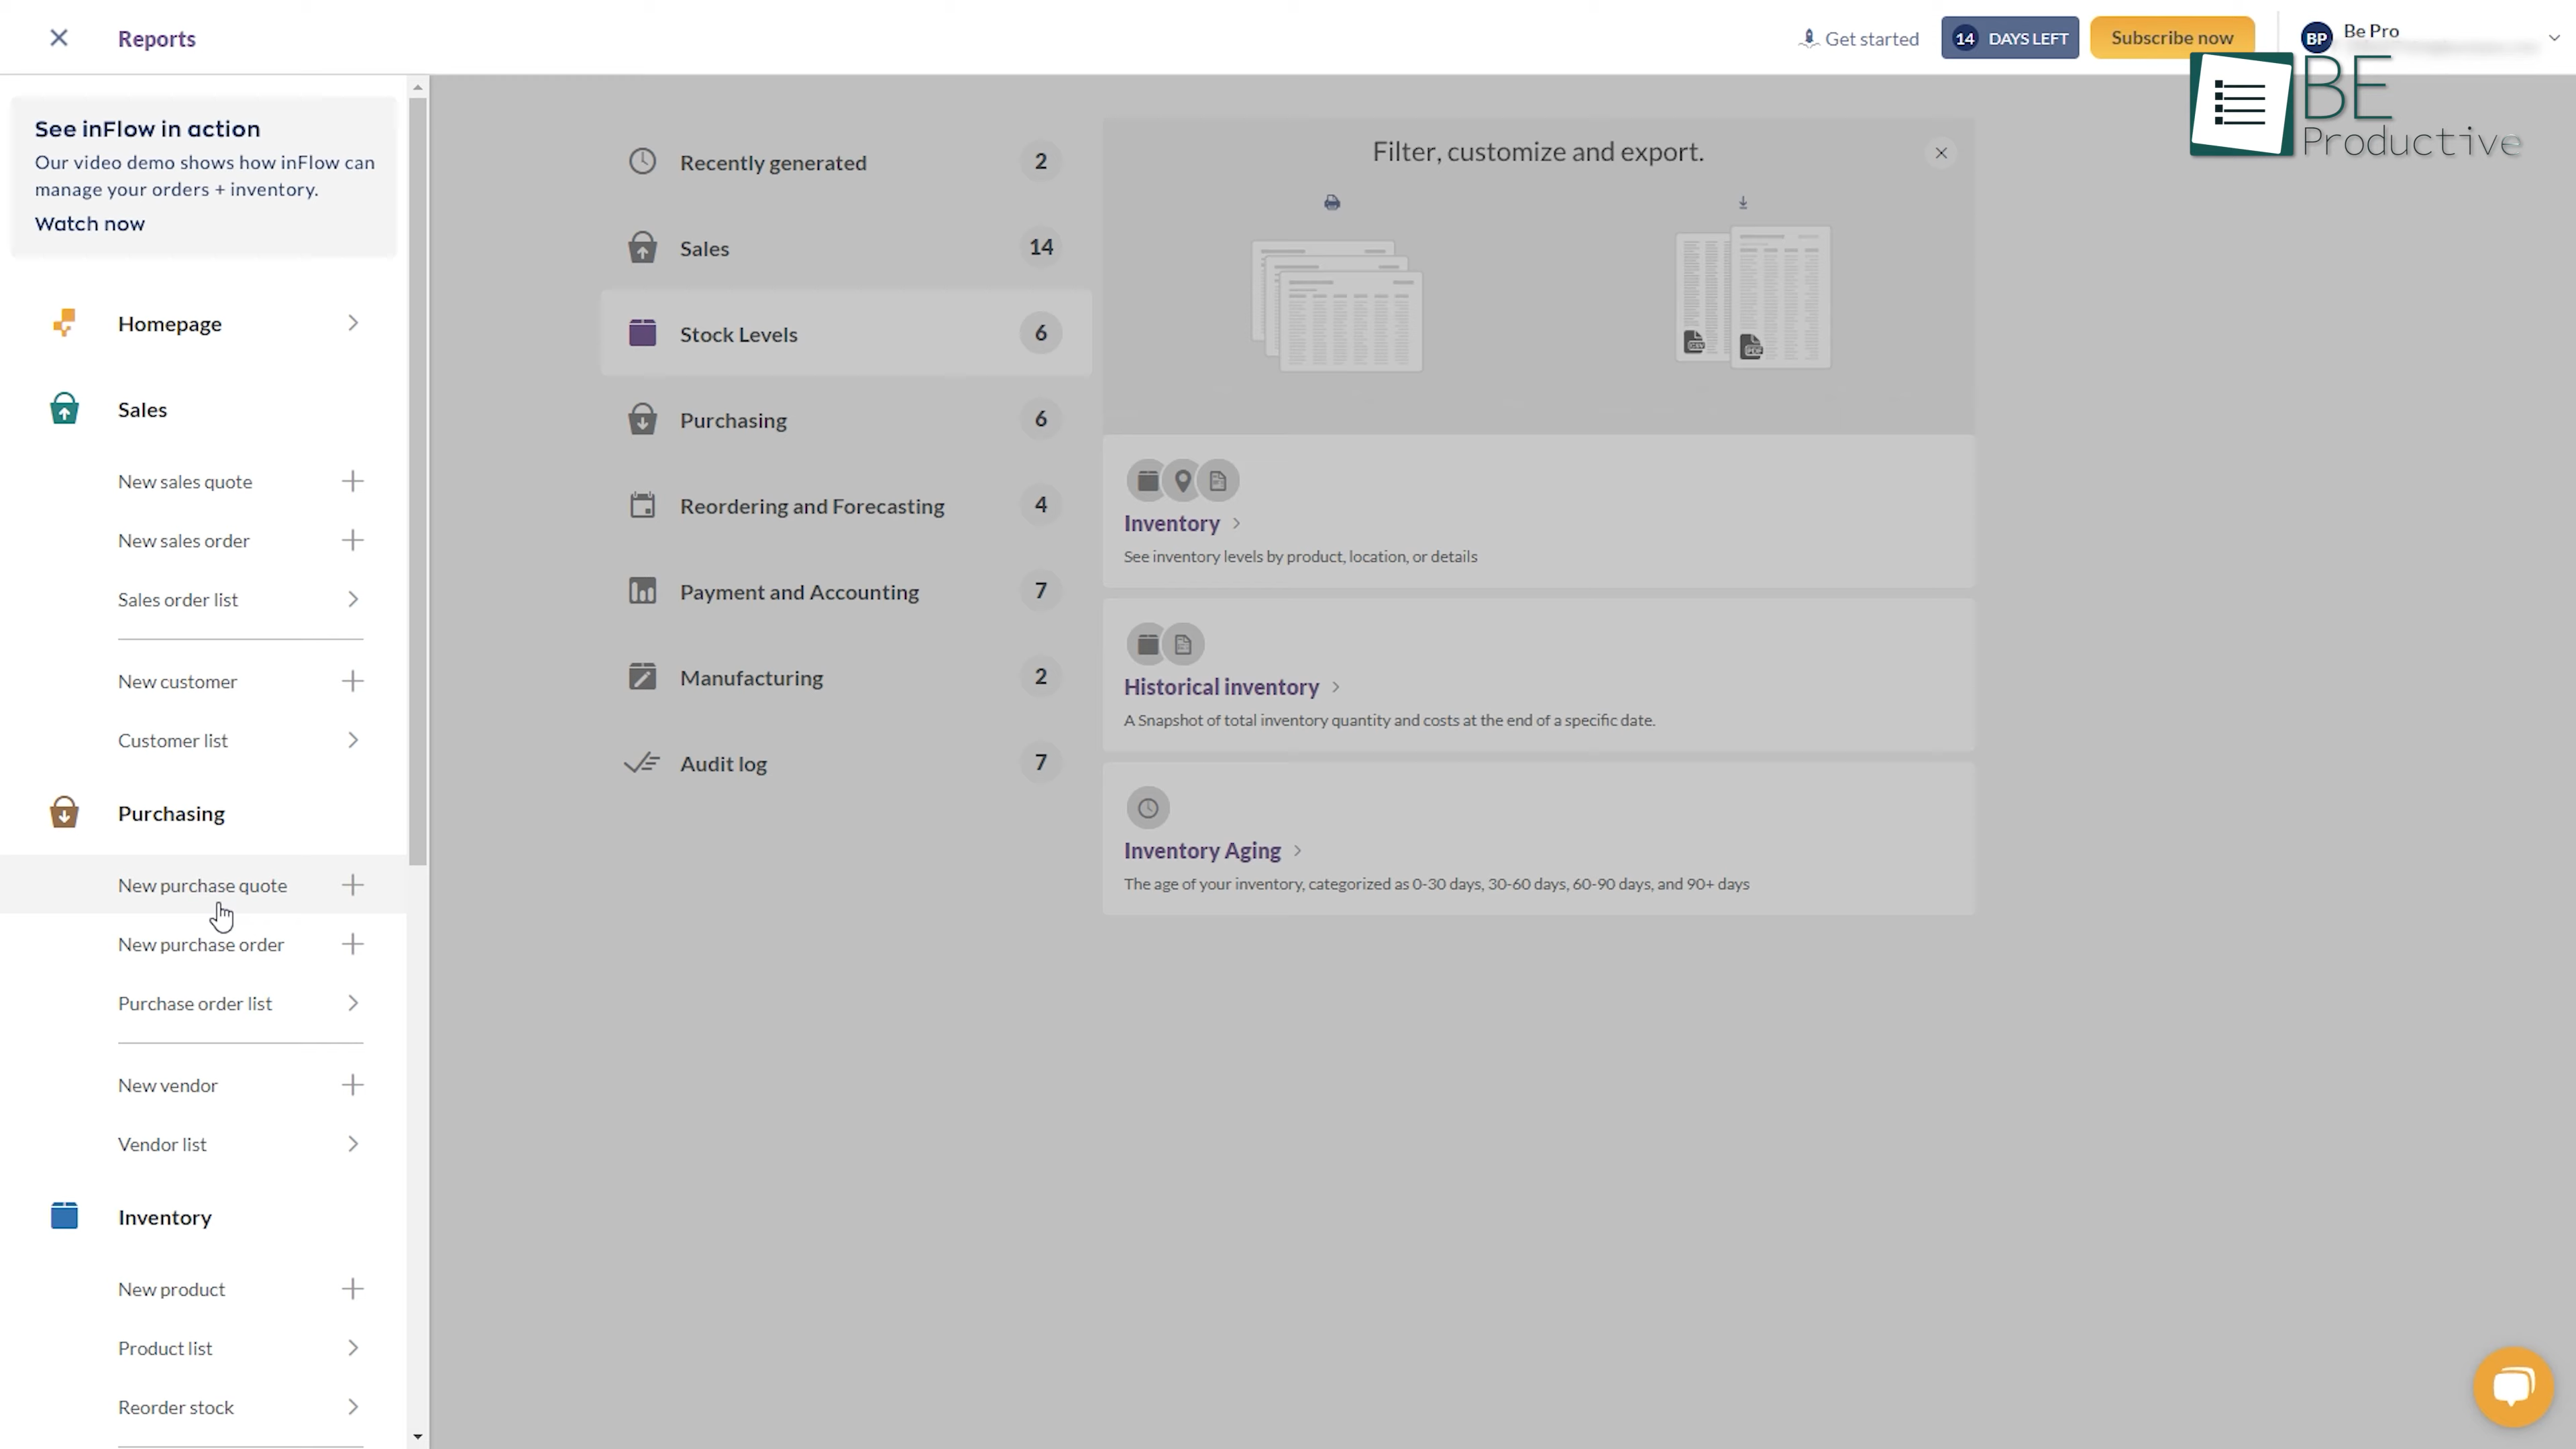 Reports
Get started
14 DAYS LEFT
Subscribe now
BP
Be Pro
BE
Productive
See inFlow in action
Our video demo shows how inFlow can
manage your orders + inventory.
Watch now
Homepage
Sales
New sales quote
New sales order
Sales order list
New customer
Customer list
Purchasing
New purchase quote
New purchase order
Purchase order list
New vendor
Vendor list
Inventory
New product
Product list
Reorder stock
Recently generated 2
Sales 14
Stock Levels 6
Purchasing 6
Reordering and Forecasting 4
Payment and Accounting 7
Manufacturing 2
Audit log 7
Filter, customize and export.
CSV
PDF
Inventory
See inventory levels by product, location, or details
Historical inventory
A Snapshot of total inventory quantity and costs at the end of a specific date.
Inventory Aging
The age of your inventory, categorized as 0-30 days, 30-60 days, 60-90 days, and 90+ days